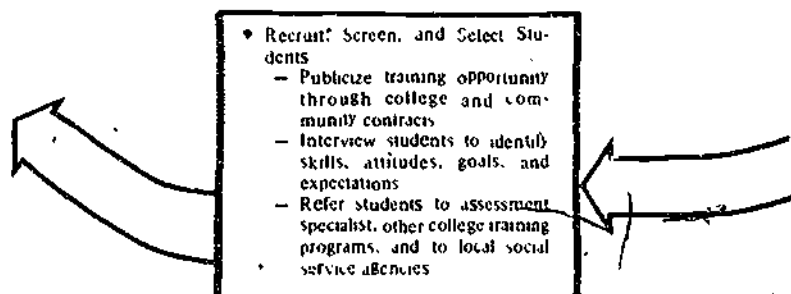 • Recruit, Screen, and Select Stu-
dents
— Publicize training opportunity
through college and com-
munity contracts
— Interview students to identify
skills, attitudes, goals, and
expectations
— Refer students to assessment
specialist, other college training
programs, and to local social
service agencies